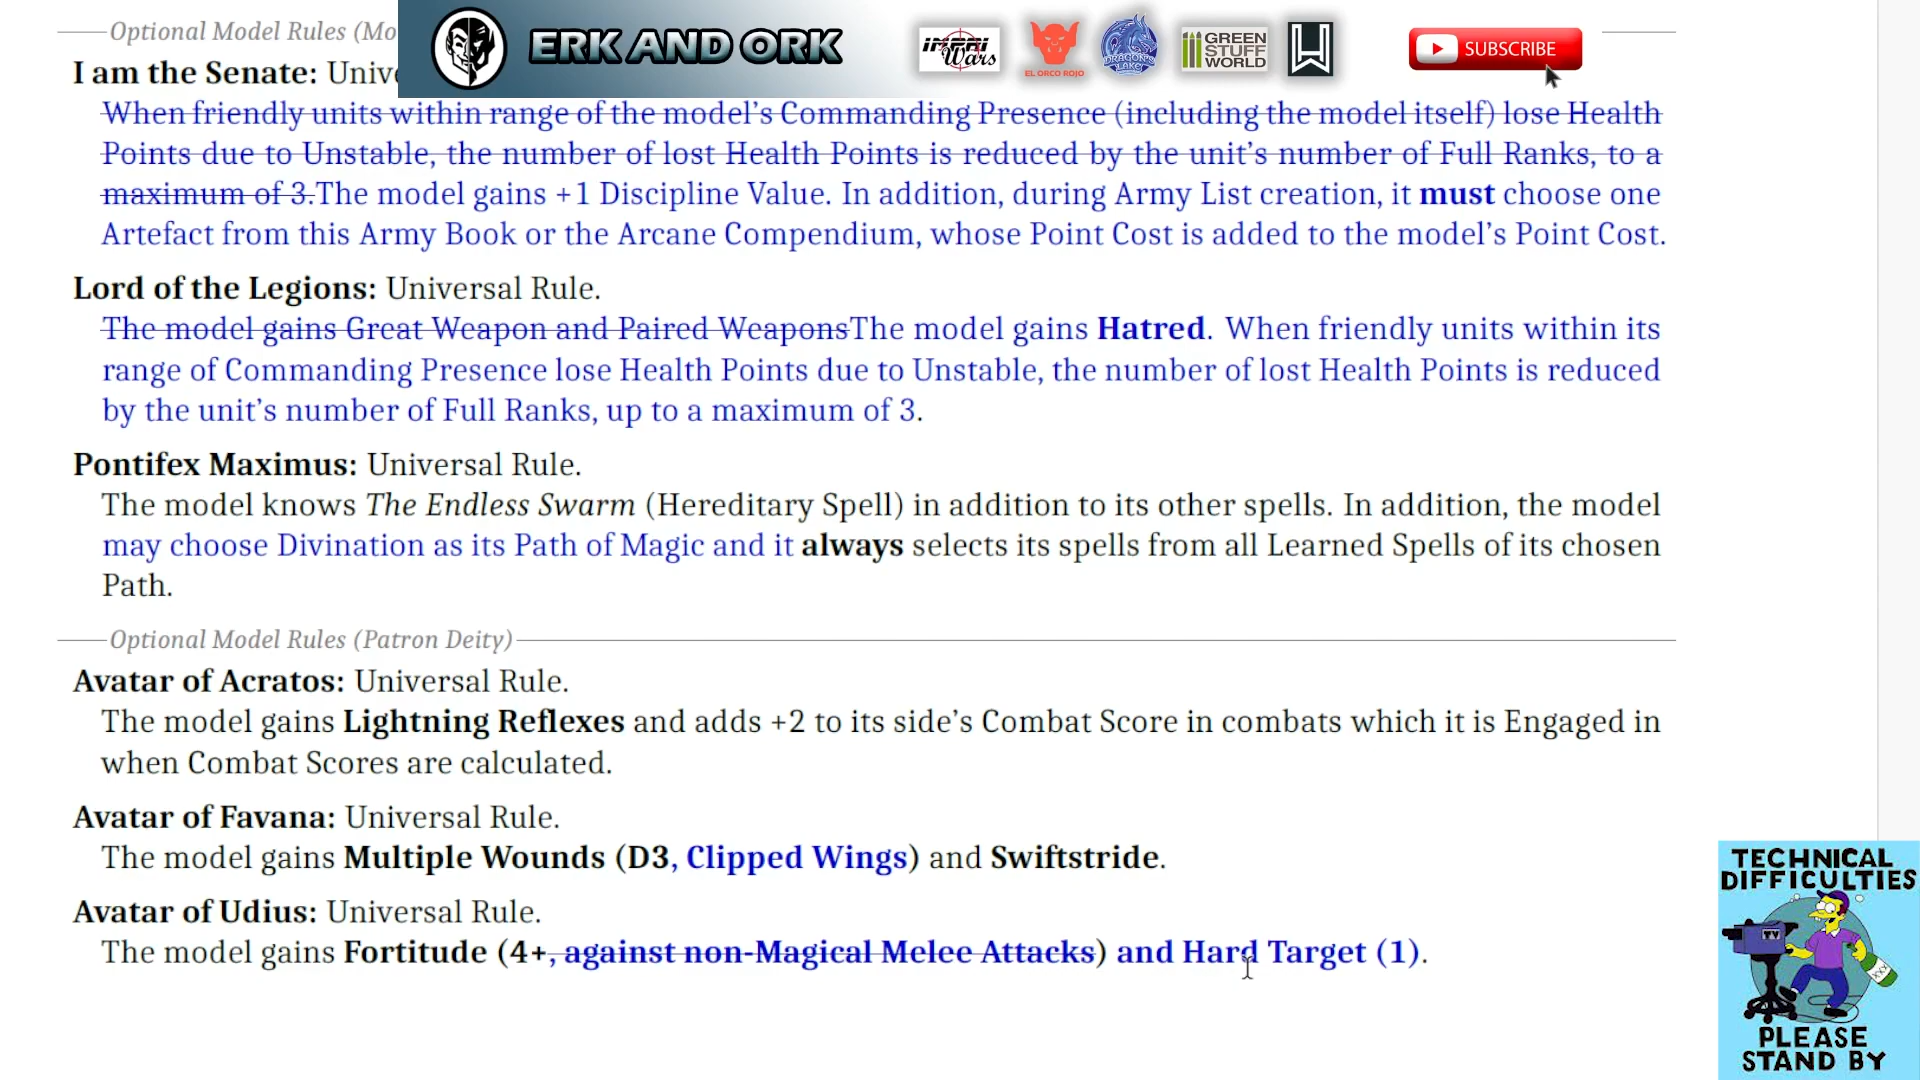 Optional Model Rules (Mo
ERK AND ORK
Wars
EL ORCO ROJO
DRAGON'S LAKE
GREEN STUFF WORLD
SUBSCRIBE
I am the Senate: Unive
When friendly units within range of the model's Commanding Presence (including the model itself) lose Health
Points due to Unstable, the number of lost Health Points is reduced by the unit's number of Full Ranks, to a
maximum of 3.The model gains +1 Discipline Value. In addition, during Army List creation, it must choose one
Artefact from this Army Book or the Arcane Compendium, whose Point Cost is added to the model's Point Cost.
Lord of the Legions: Universal Rule.
The model gains Great Weapon and Paired WeaponsThe model gains Hatred. When friendly units within its
range of Commanding Presence lose Health Points due to Unstable, the number of lost Health Points is reduced
by the unit's number of Full Ranks, up to a maximum of 3.
Pontifex Maximus: Universal Rule.
The model knows The Endless Swarm (Hereditary Spell) in addition to its other spells. In addition, the model
may choose Divination as its Path of Magic and it always selects its spells from all Learned Spells of its chosen
Path.
Optional Model Rules (Patron Deity)
Avatar of Acratos: Universal Rule.
The model gains Lightning Reflexes and adds +2 to its side's Combat Score in combats which it is Engaged in
when Combat Scores are calculated.
Avatar of Favana: Universal Rule.
The model gains Multiple Wounds (D3, Clipped Wings) and Swiftstride.
Avatar of Udius: Universal Rule.
The model gains Fortitude (4+, against non-Magical Melee Attacks) and Hard Target (1).
TECHNICAL
DIFFICULTIES
TV
XXX
PLEASE
STAND BY